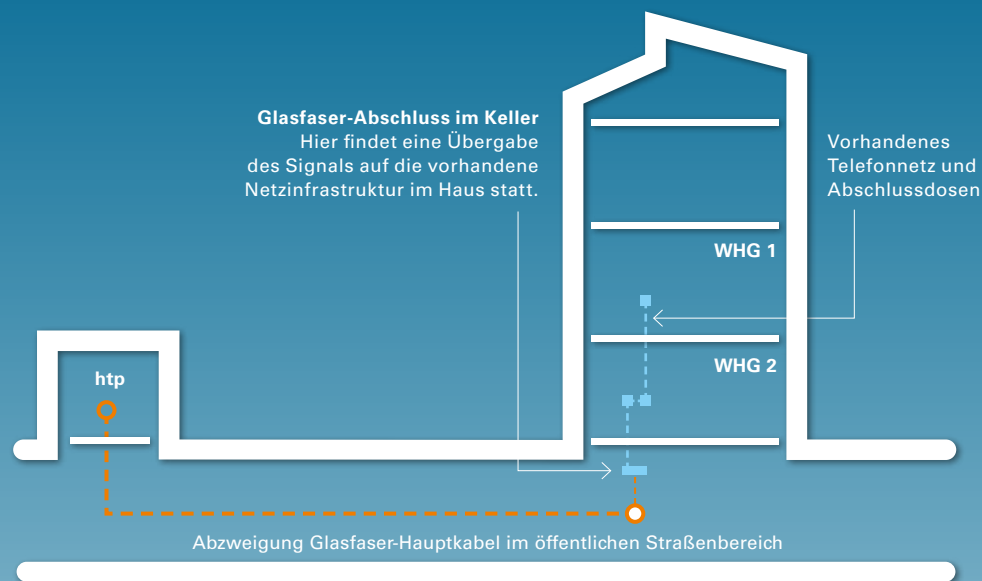 Glasfaser-Abschluss im Keller
Hier findet eine Übergabe
des Signals auf die vorhandene
Netzinfrastruktur im Haus statt.
Vorhandenes
Telefonnetz und
Abschlussdosen
WHG 1
WHG 2
htp
Abzweigung Glasfaser-Hauptkabel im öffentlichen Straßenbereich